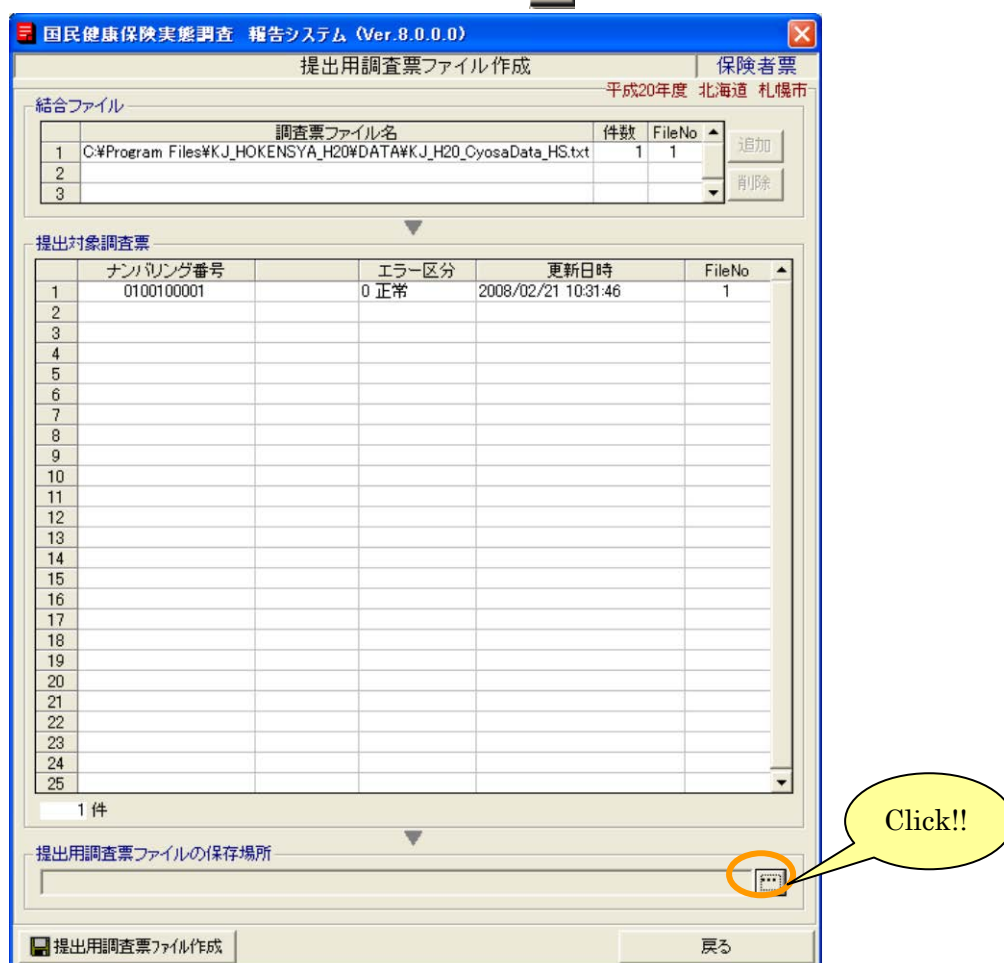 国民健康保険実態調査 報告システム (Ver.8.0.0.0)
提出用調査票ファイル作成 保険者票
平成20年度 北海道 札幌市
結合ファイル
調査票ファイル名 件数 FileNo
1 C:¥Program Files¥KJ_HOKENSYA_H20¥DATA¥KJ_H20_CyosaData_HS.txt 1 1
追加
2
削除
3
提出対象調査票
ナンバリング番号 エラー区分 更新日時 FileNo
1 0100100001 0 正常 2008/02/21 10:31:46 1
2
3
4
5
6
7
8
9
10
11
12
13
14
15
16
17
18
19
20
21
22
23
24
25
1 件
Click!!
提出用調査票ファイルの保存場所
...
提出用調査票ファイル作成 戻る